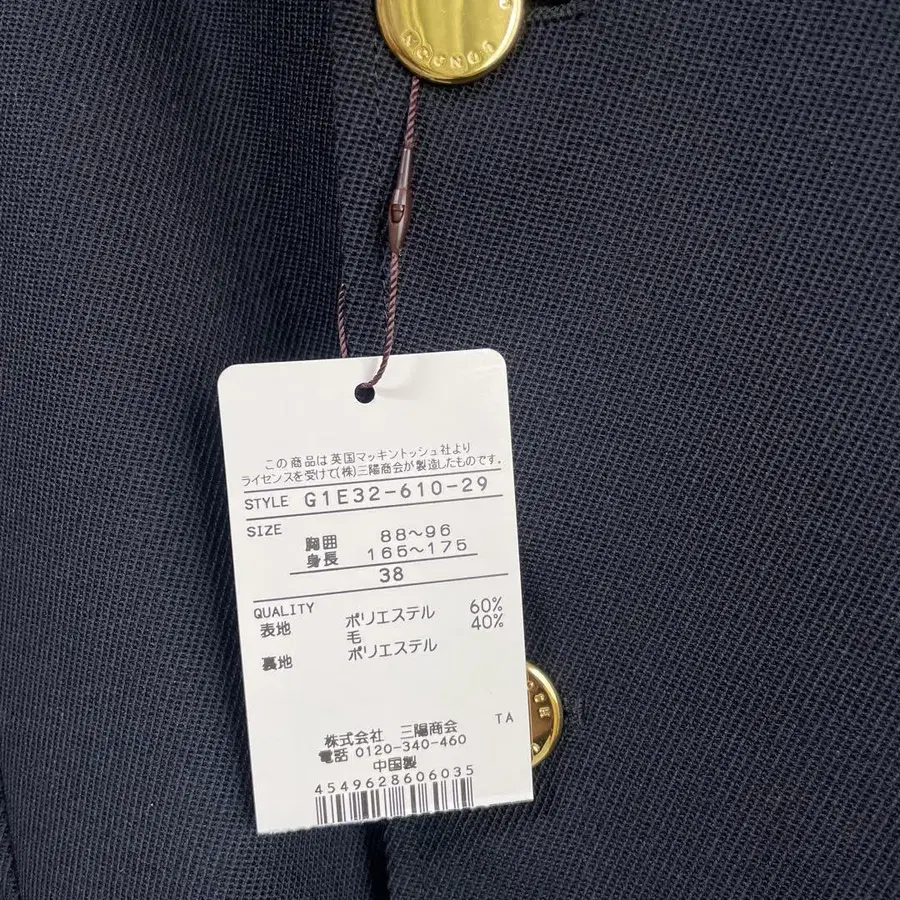 この商品は英国マッキントッシュ社より
ライセンスを受けて(株)三陽商会が製造したものです。
STYLE G1E32-610-29
SIZE
胸囲 88～96
身長 165～175
38
QUALITY
表地 ポリエステル 60%
毛 40%
裏地 ポリエステル
TA
株式会社 三陽商会
電話 0120-340-460
中国製
4549628606035